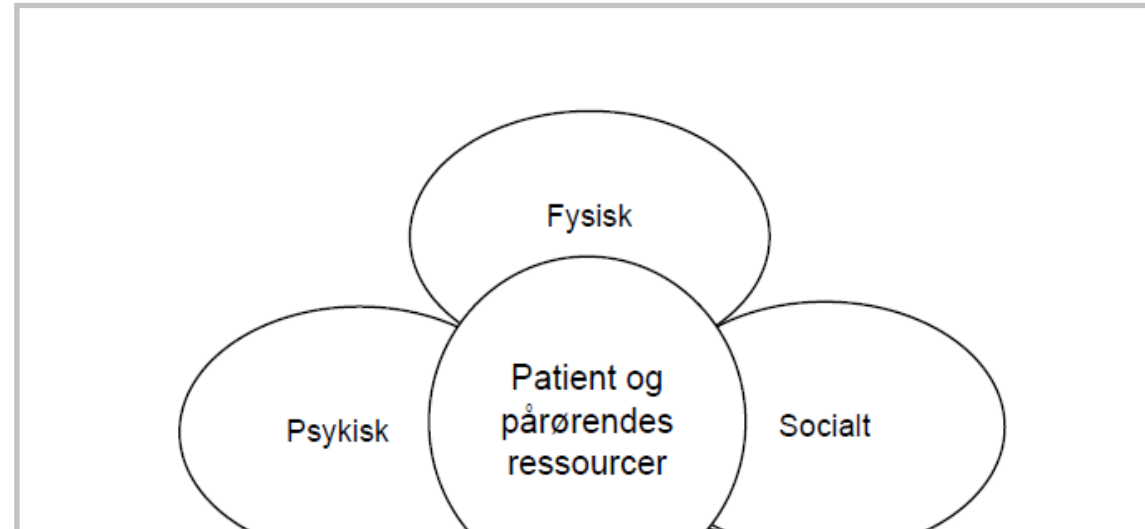 Fysisk
Patient og
pårørendes
ressourcer
Psykisk
Socialt